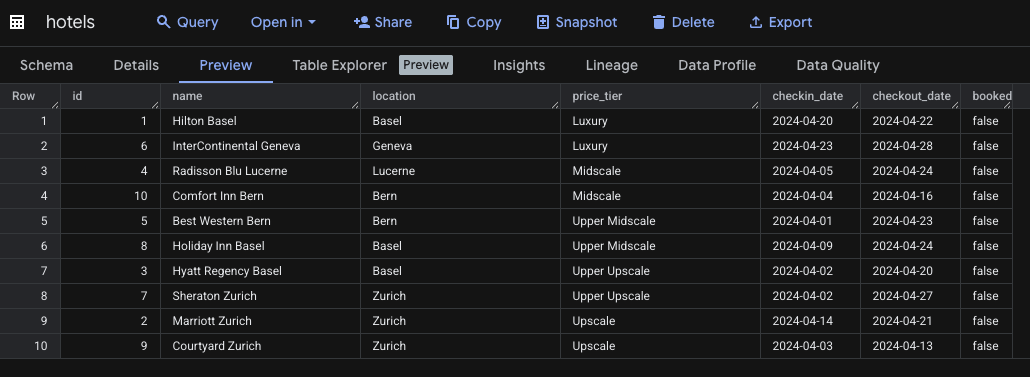 hotels Query Open in Share Copy Snapshot Delete Export
Schema Details Preview Table Explorer Preview Insights Lineage Data Profile Data Quality
Row id name location price_tier checkin_date checkout_date booked
1 1 Hilton Basel Basel Luxury 2024-04-20 2024-04-22 false
2 6 InterContinental Geneva Geneva Luxury 2024-04-23 2024-04-28 false
3 4 Radisson Blu Lucerne Lucerne Midscale 2024-04-05 2024-04-24 false
4 10 Comfort Inn Bern Bern Midscale 2024-04-04 2024-04-16 false
5 5 Best Western Bern Bern Upper Midscale 2024-04-01 2024-04-23 false
6 8 Holiday Inn Basel Basel Upper Midscale 2024-04-09 2024-04-24 false
7 3 Hyatt Regency Basel Basel Upper Upscale 2024-04-02 2024-04-20 false
8 7 Sheraton Zurich Zurich Upper Upscale 2024-04-02 2024-04-27 false
9 2 Marriott Zurich Zurich Upscale 2024-04-14 2024-04-21 false
10 9 Courtyard Zurich Zurich Upscale 2024-04-03 2024-04-13 false